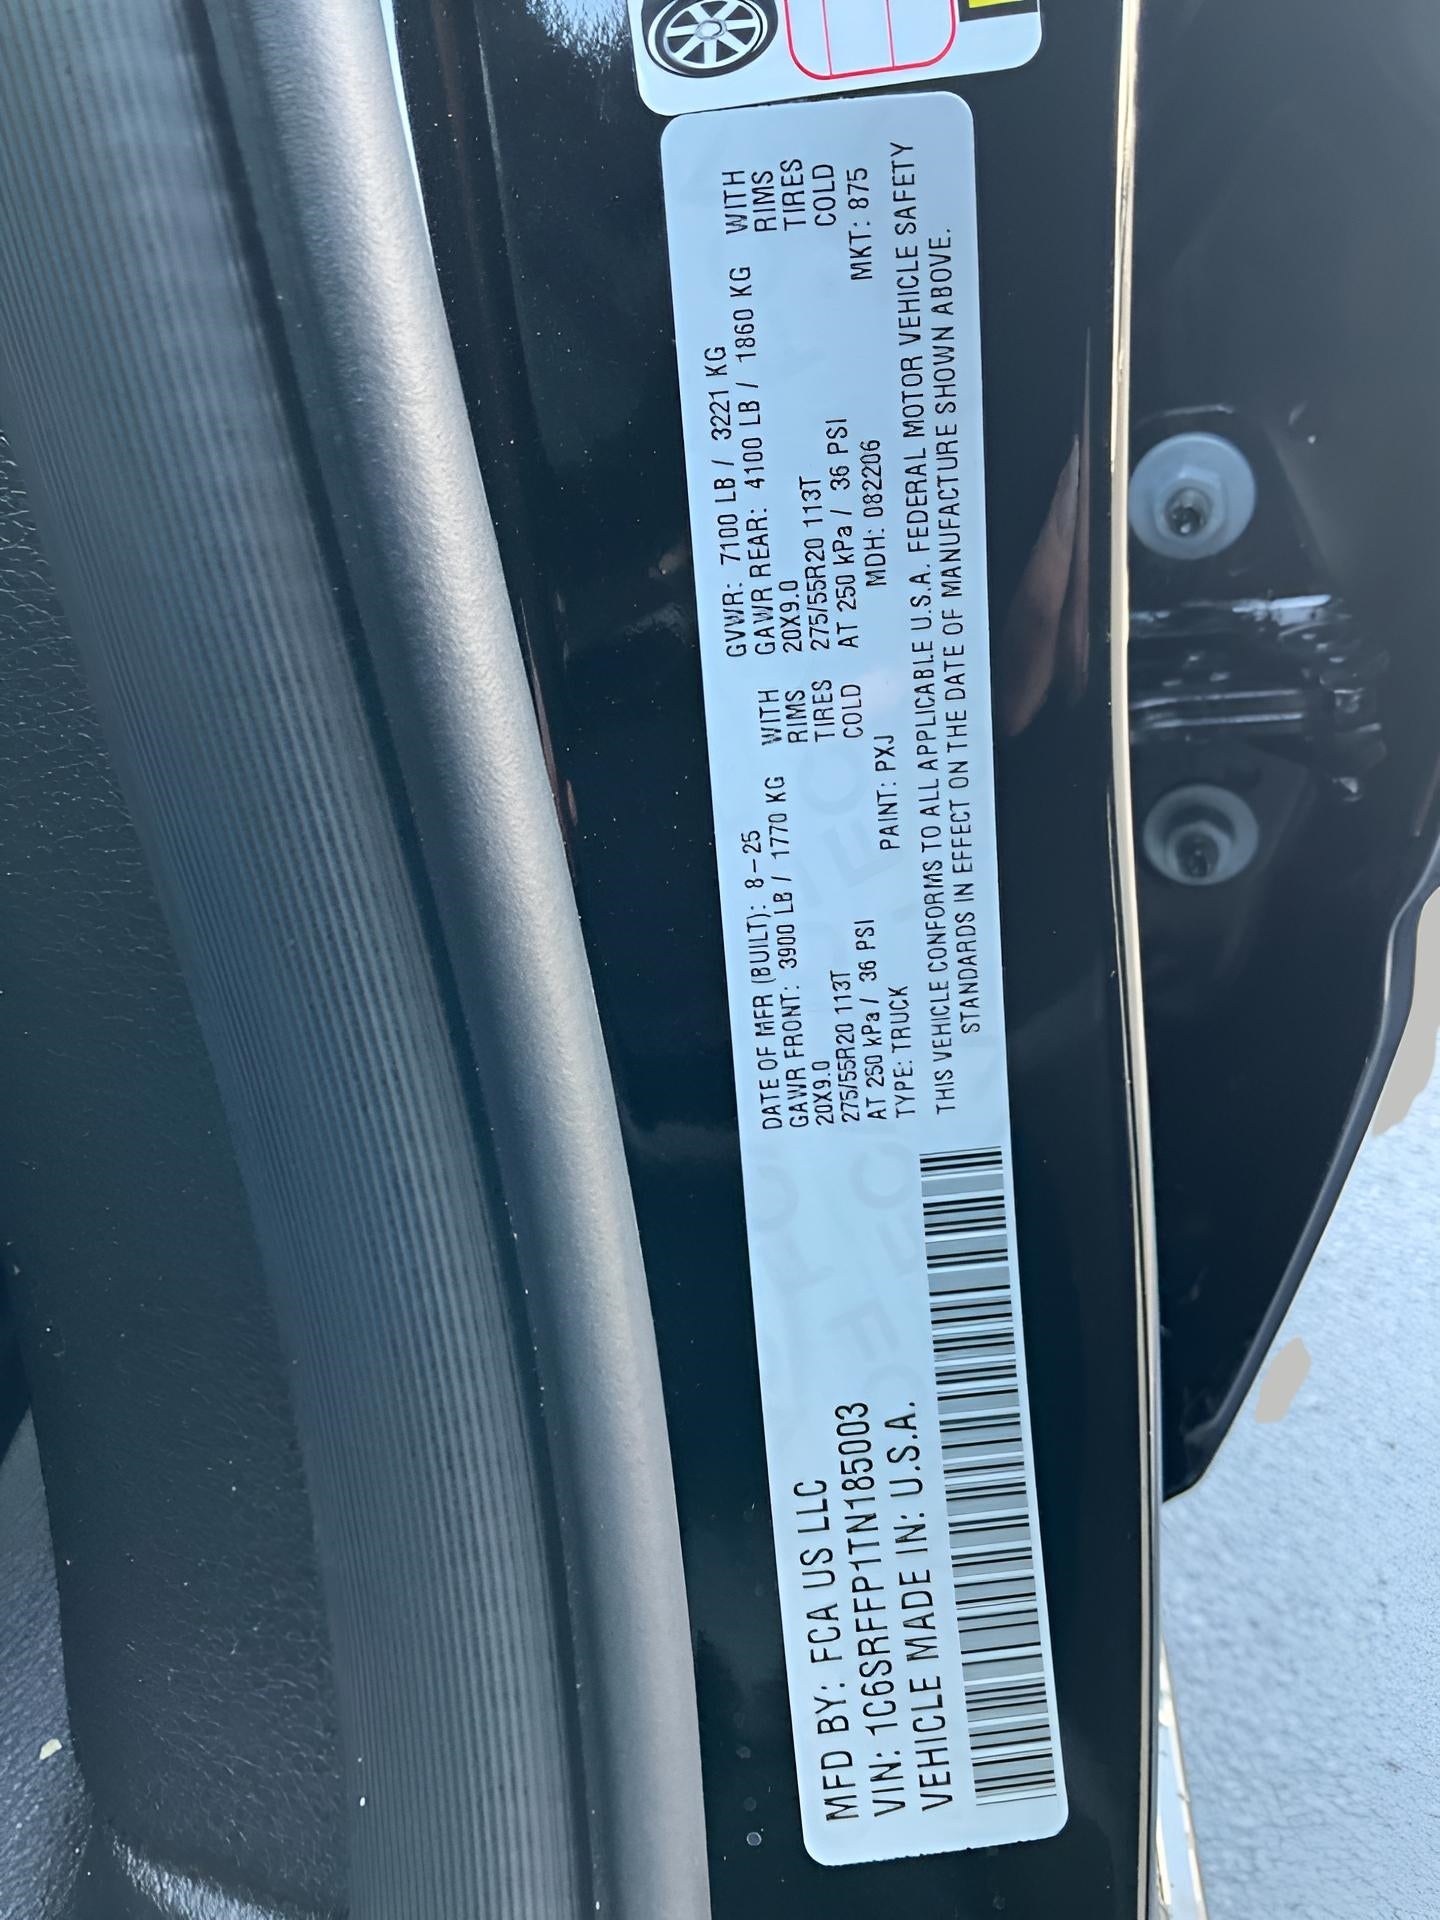 MFD BY: FCA US LLC
VIN: 1C6SRFFP1TN185003
VEHICLE MADE IN: U.S.A.
DATE OF MFR (BUILT): 8-25 GVWR: 7100 LB / 3221 KG
GAWR FRONT: 3900 LB / 1770 KG WITH GAWR REAR: 4100 LB / 1860 KG WITH
20X9.0 RIMS 20X9.0 RIMS
275/55R20 113T TIRES 275/55R20 113T TIRES
AT 250 kPa / 36 PSI COLD AT 250 kPa / 36 PSI COLD
TYPE: TRUCK PAINT: PXJ MDH: 082206 MKT: 875
THIS VEHICLE CONFORMS TO ALL APPLICABLE U.S.A. FEDERAL MOTOR VEHICLE SAFETY
STANDARDS IN EFFECT ON THE DATE OF MANUFACTURE SHOWN ABOVE.